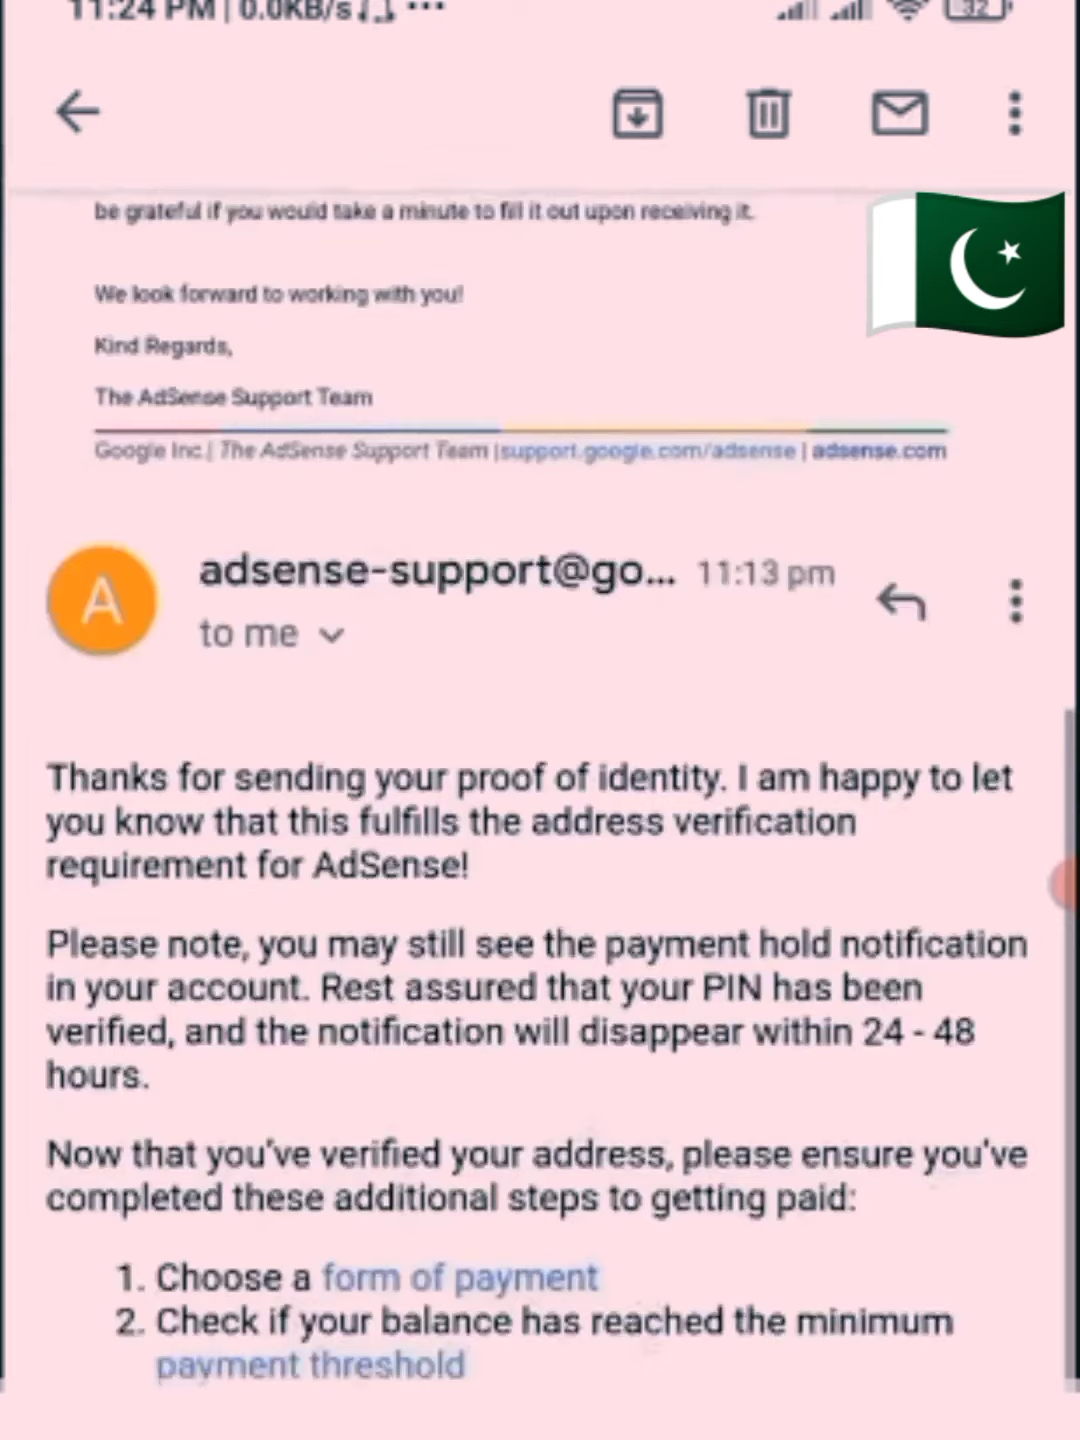 11:24 PM | 0.0KB/s ...
32
be grateful if you would take a minute to fill it out upon receiving it.
We look forward to working with you!
Kind Regards,
The AdSense Support Team
Google Inc.| The AdSense Support Team |support.google.com/adsense | adsense.com
A
adsense-support@go... 11:13 pm
to me
Thanks for sending your proof of identity. I am happy to let
you know that this fulfills the address verification
requirement for AdSense!
Please note, you may still see the payment hold notification
in your account. Rest assured that your PIN has been
verified, and the notification will disappear within 24 - 48
hours.
Now that you've verified your address, please ensure you've
completed these additional steps to getting paid:
1. Choose a form of payment
2. Check if your balance has reached the minimum
payment threshold